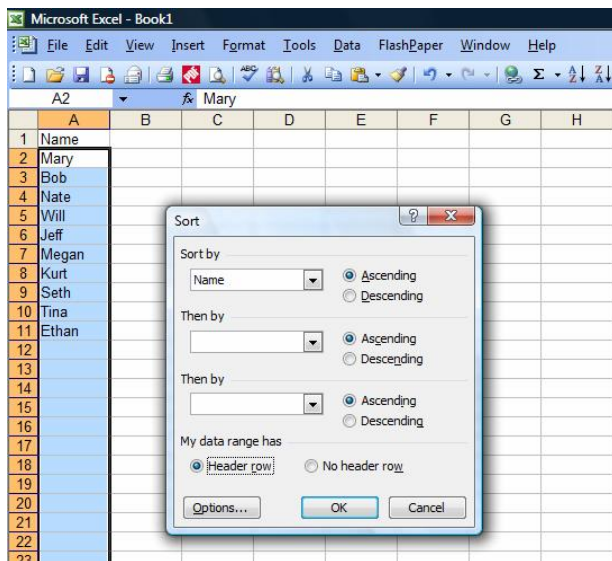 Microsoft Excel - Book1
File Edit View Insert Format Tools Data FlashPaper Window Help
A2 fx Mary
A B C D E F G H
1 Name
2 Mary
3 Bob
4 Nate
5 Will
6 Jeff
7 Megan
8 Kurt
9 Seth
10 Tina
11 Ethan
12
13
14
15
16
17
18
19
20
21
22
23
Sort
Sort by
Name Ascending
Descending
Then by
Ascending
Descending
Then by
Ascending
Descending
My data range has
Header row No header row
Options... OK Cancel